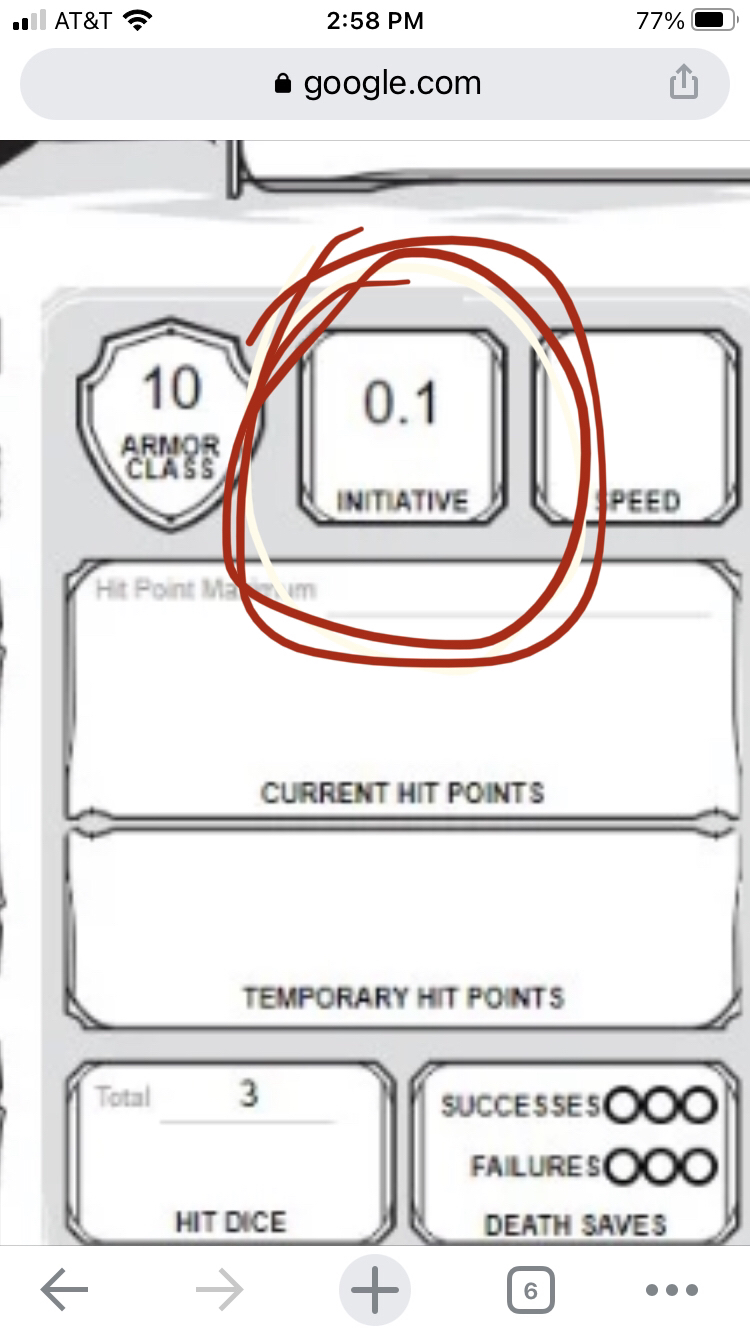 AT&T 2:58 PM 77%
google.com
10
ARMOR
CLASS
0.1
INITIATIVE
SPEED
Hit Point Maximum
CURRENT HIT POINTS
TEMPORARY HIT POINTS
Total 3
HIT DICE
SUCCESSES
FAILURES
DEATH SAVES
6